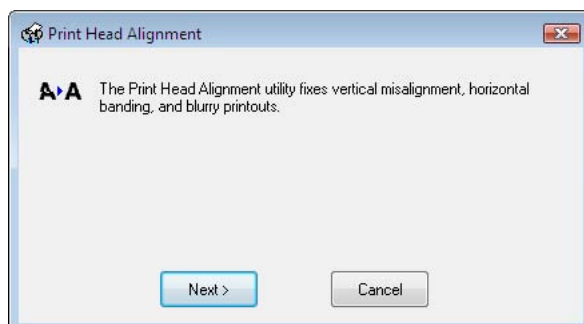 Print Head Alignment
A▸A The Print Head Alignment utility fixes vertical misalignment, horizontal
banding, and blurry printouts.
Next >
Cancel